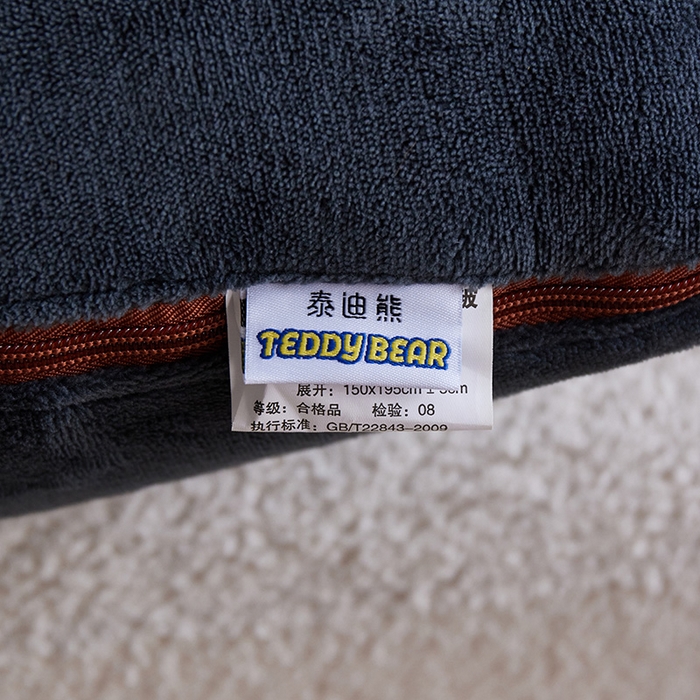 泰迪熊
TEDDY BEAR
展开：150x195cm±5cm
等级：合格品 检验：08
执行标准：GB/T22843-2009